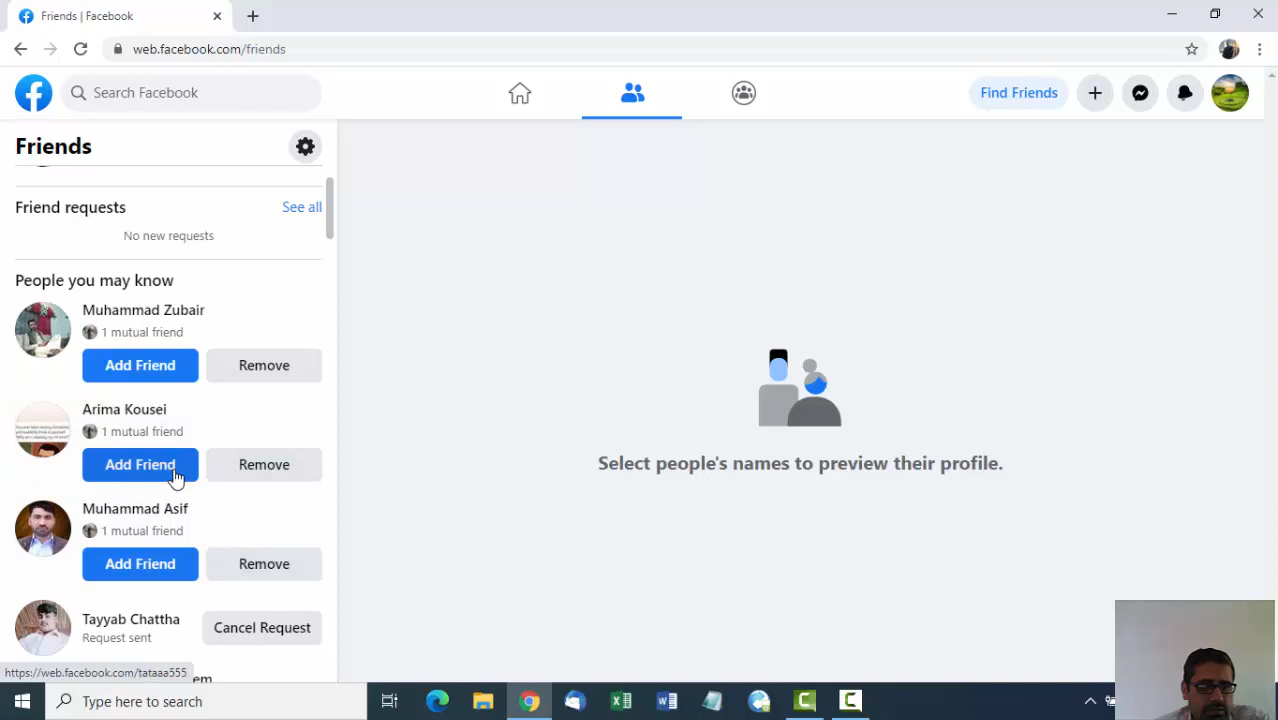 Friends | Facebook
web.facebook.com/friends
Search Facebook
Find Friends
Friends
Friend requests
See all
No new requests
People you may know
Muhammad Zubair
1 mutual friend
Add Friend
Remove
Arima Kousei
1 mutual friend
Add Friend
Remove
Muhammad Asif
1 mutual friend
Add Friend
Remove
Tayyab Chattha
Request sent
Cancel Request
Select people's names to preview their profile.
https://web.facebook.com/tataaa555
Type here to search